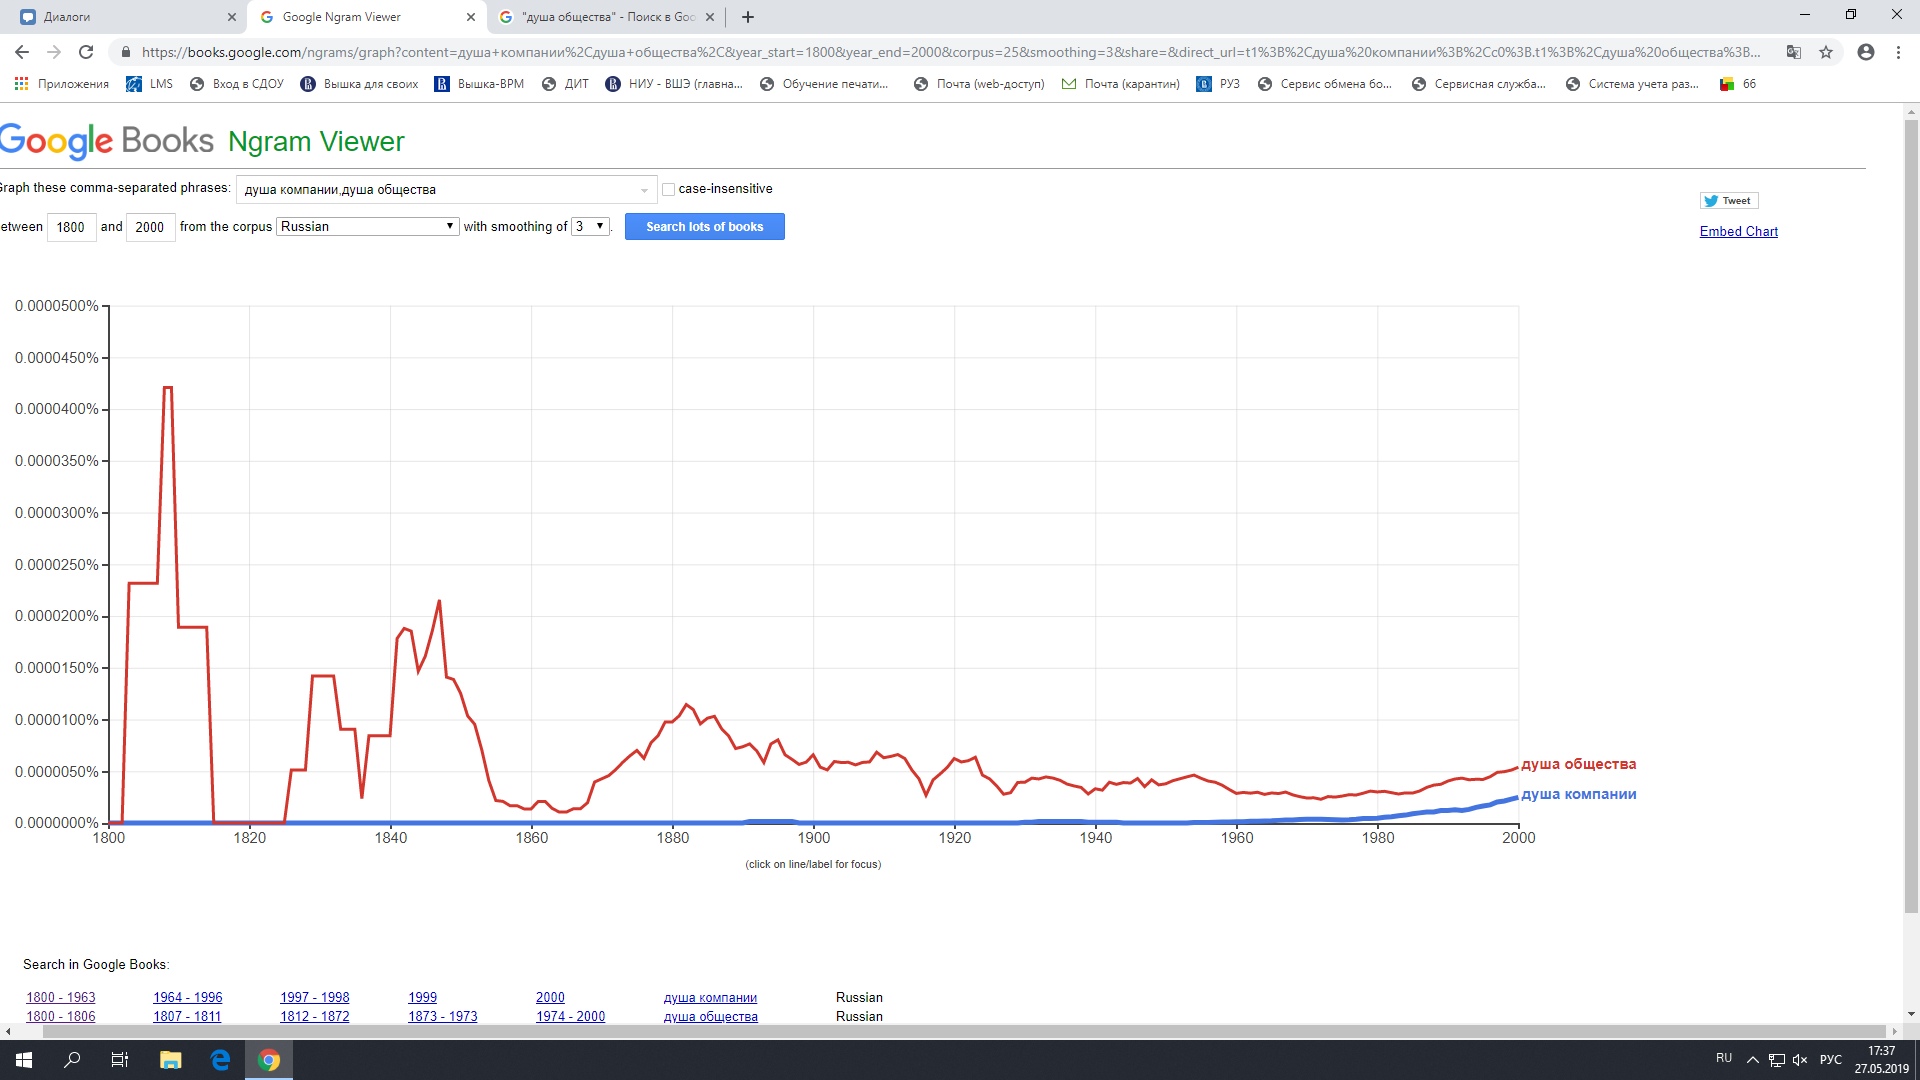 Диалоги
Google Ngram Viewer
"душа общества" - Поиск в Goo
https://books.google.com/ngrams/graph?content=душа+компании%2Cдуша+общества%2C&year_start=1800&year_end=2000&corpus=25&smoothing=3&share=&direct_url=t1%3B%2Cдуша%20компании%3B%2Cc0%3B.t1%3B%2Cдуша%20общества%3B...
Приложения LMS Вход в СДОУ Вышка для своих Вышка-BPM ДИТ НИУ - ВШЭ (главна... Обучение печати... Почта (web-доступ) Почта (карантин) РУЗ Сервис обмена бо... Сервисная служба... Система учета раз... 66
Google Books Ngram Viewer
Graph these comma-separated phrases: душа компании,душа общества case-insensitive
etween 1800 and 2000 from the corpus Russian with smoothing of 3 . Search lots of books
Tweet
Embed Chart
0.0000500%
0.0000450%
0.0000400%
0.0000350%
0.0000300%
0.0000250%
0.0000200%
0.0000150%
0.0000100%
0.0000050%
0.0000000%
душа общества
душа компании
1800 1820 1840 1860 1880 1900 1920 1940 1960 1980 2000
(click on line/label for focus)
Search in Google Books:
1800 - 1963 1964 - 1996 1997 - 1998 1999 2000 душа компании Russian
1800 - 1806 1807 - 1811 1812 - 1872 1873 - 1973 1974 - 2000 душа общества Russian
RU РУС 17:37
27.05.2019